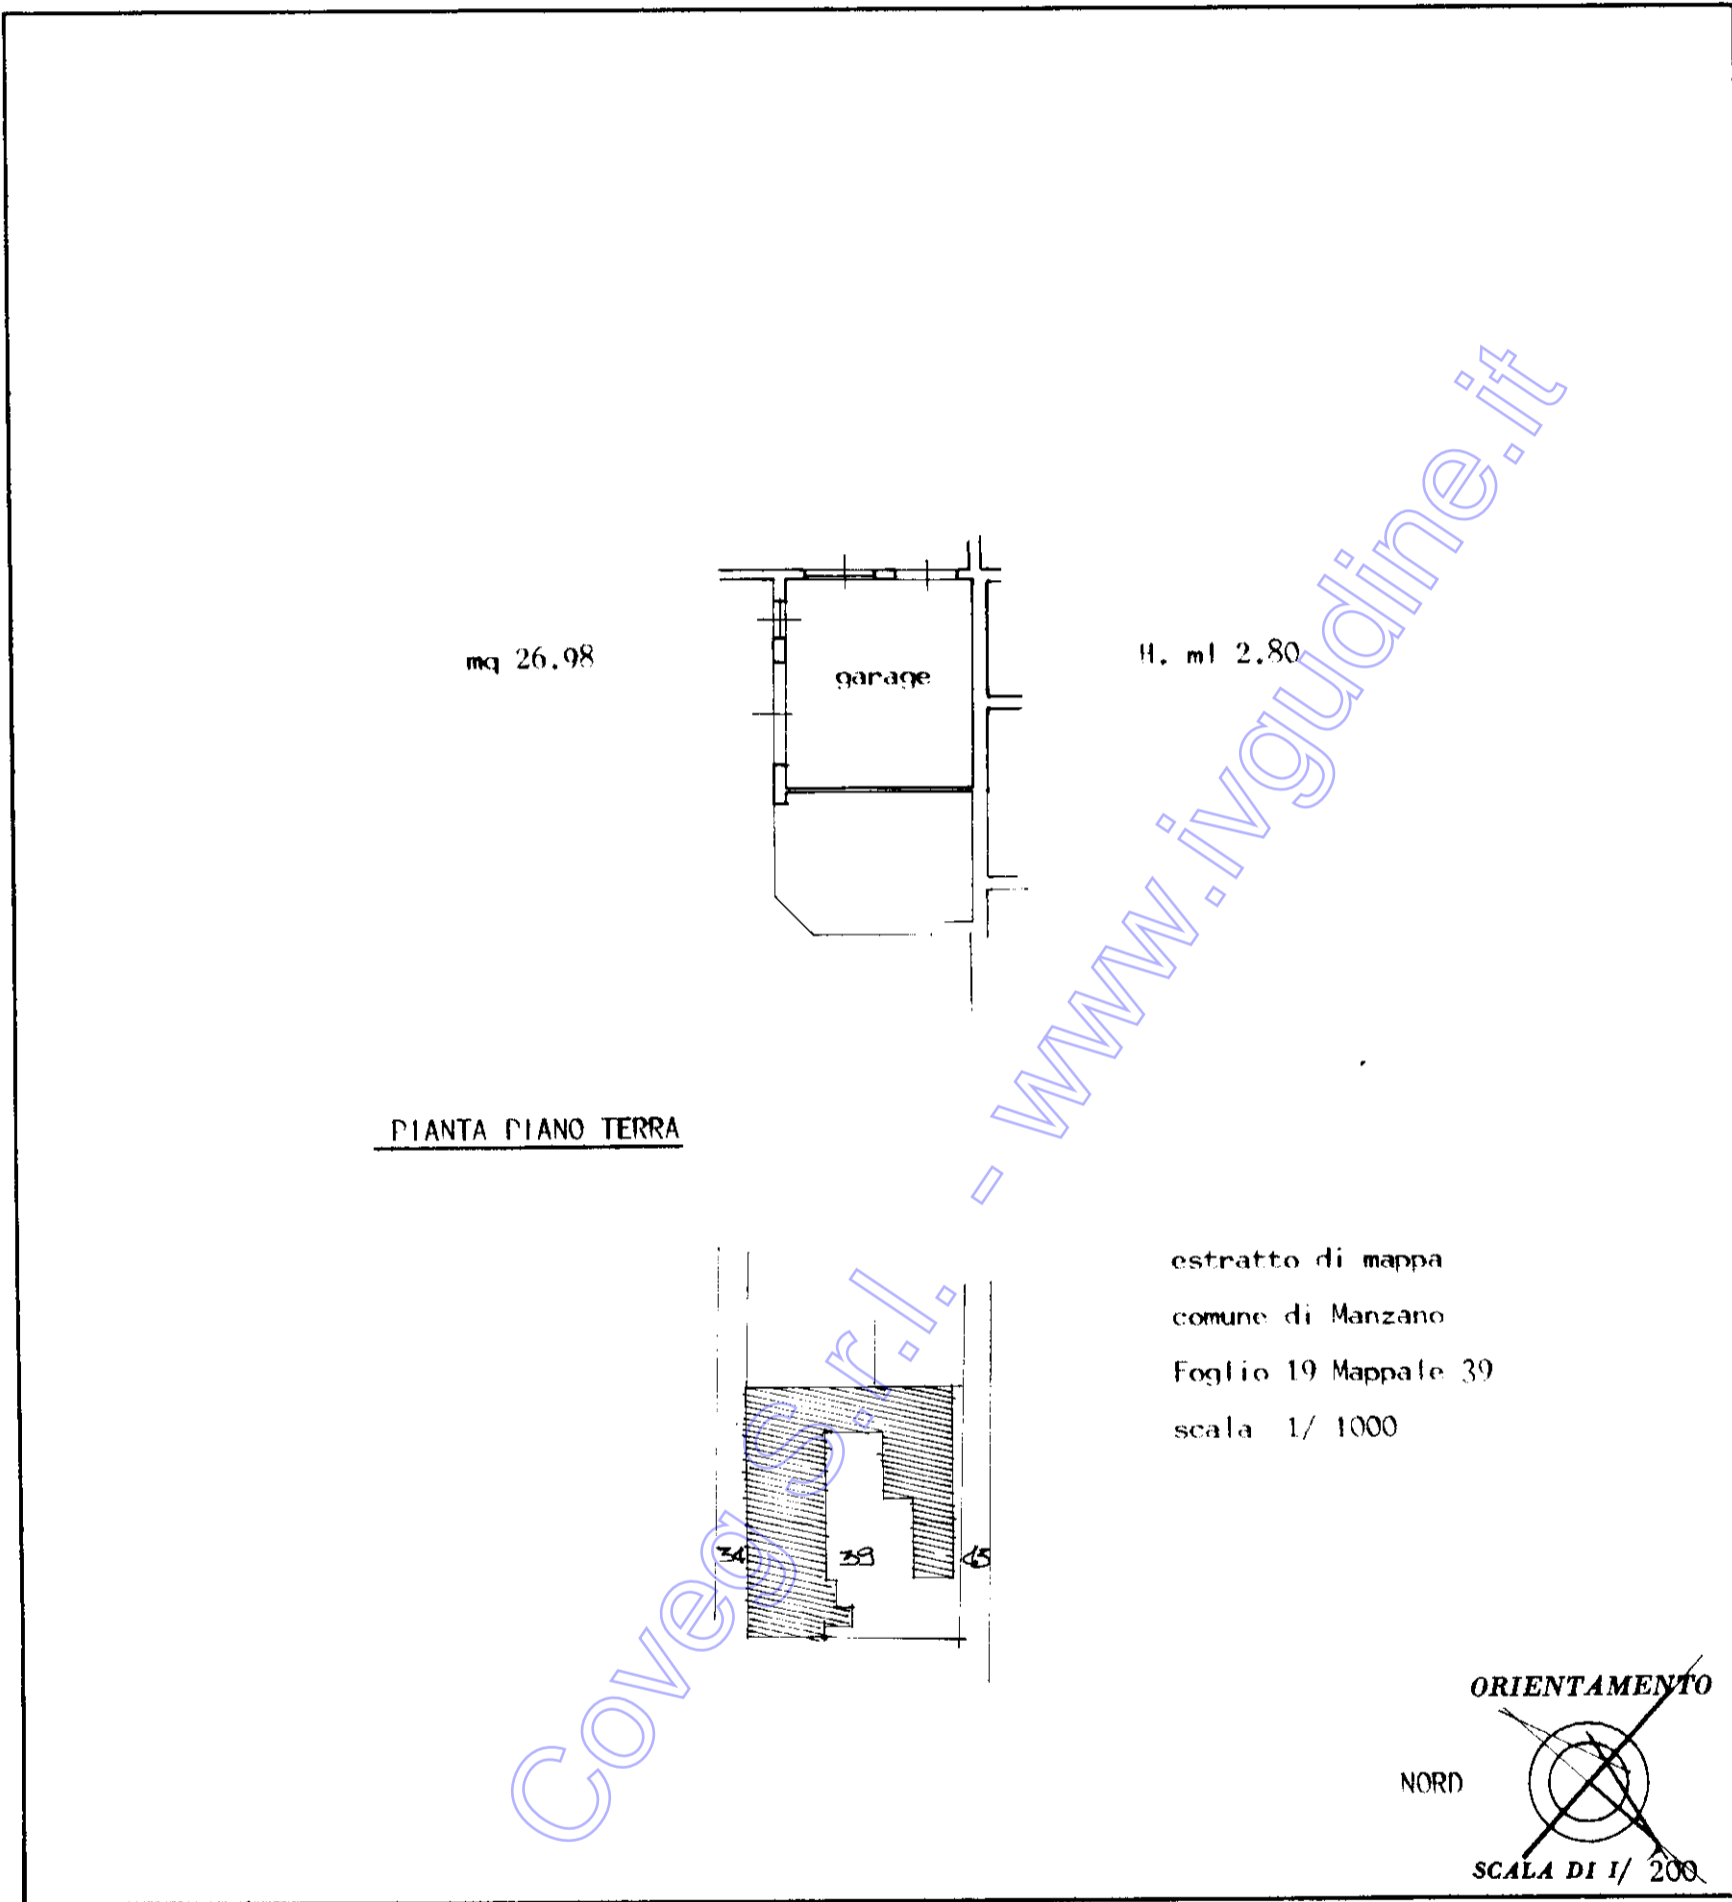 mq 26.98
garage
H. ml 2.80
PIANTA PIANO TERRA
estratto di mappa
comune di Manzano
Foglio 19 Mappale 39
scala 1/ 1000
34
39
45
ORIENTAMENTO
NORD
SCALA DI 1/ 200
Coveg S.r.l. - www.ivgudine.it